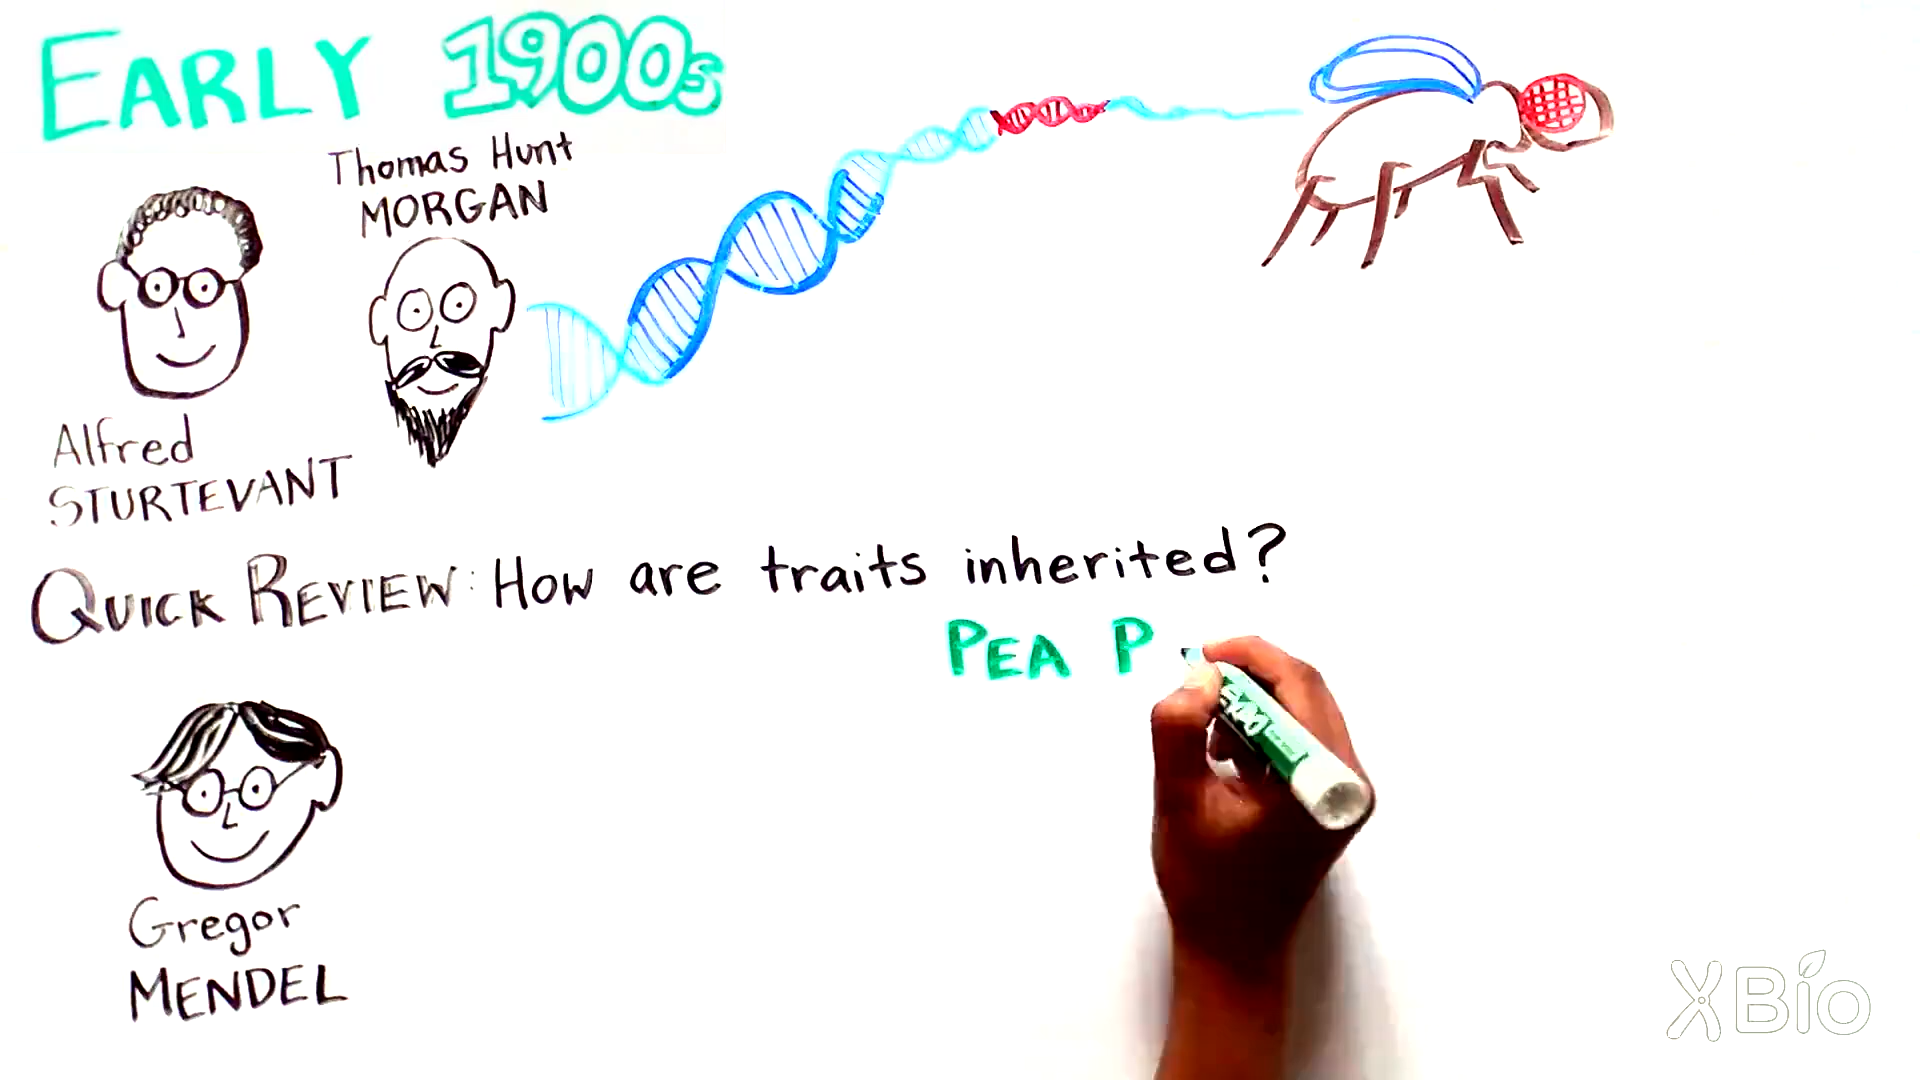 EARLY 1900s
Thomas Hunt
MORGAN
Alfred
STURTEVANT
QUICK REVIEW: How are traits inherited?
PEA P
Gregor
MENDEL
XBio